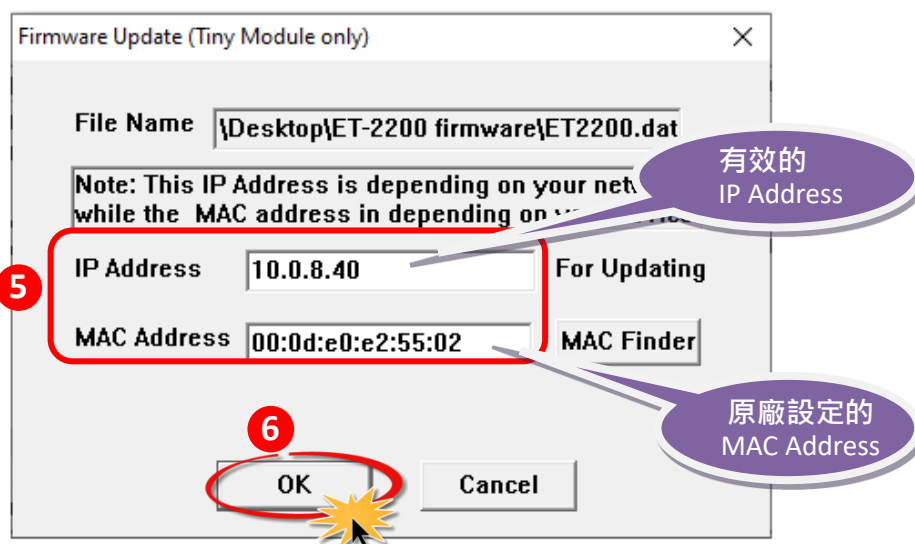 Firmware Update (Tiny Module only)
File Name \Desktop\ET-2200 firmware\ET2200.dat
Note: This IP Address is depending on your
while the MAC address in depending on
有效的
IP Address
5
IP Address 10.0.8.40 For Updating
MAC Address 00:0d:e0:e2:55:02 MAC Finder
原廠設定的
MAC Address
6
OK Cancel